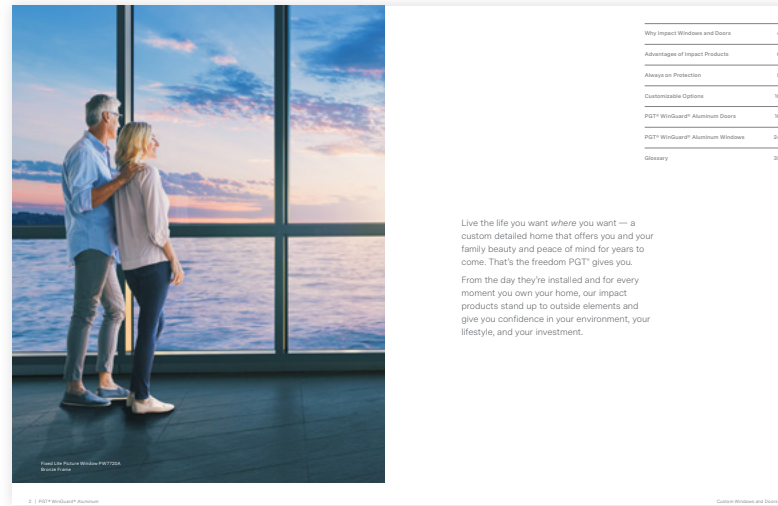 Why Impact Windows and Doors
Advantages of Impact Products
Always on Protection
Customizable Options
PGT® WinGuard® Aluminum Doors
PGT® WinGuard® Aluminum Windows
Glossary
Live the life you want where you want — a
custom detailed home that offers you and your
family beauty and peace of mind for years to
come. That's the freedom PGT® gives you.
From the day they're installed and for every
moment you own your home, our impact
products stand up to outside elements and
give you confidence in your environment, your
lifestyle, and your investment.
Fixed Lite Picture Window PW7720A
Bronze Frame
| PGT® WinGuard® Aluminum
Custom Windows and Doors